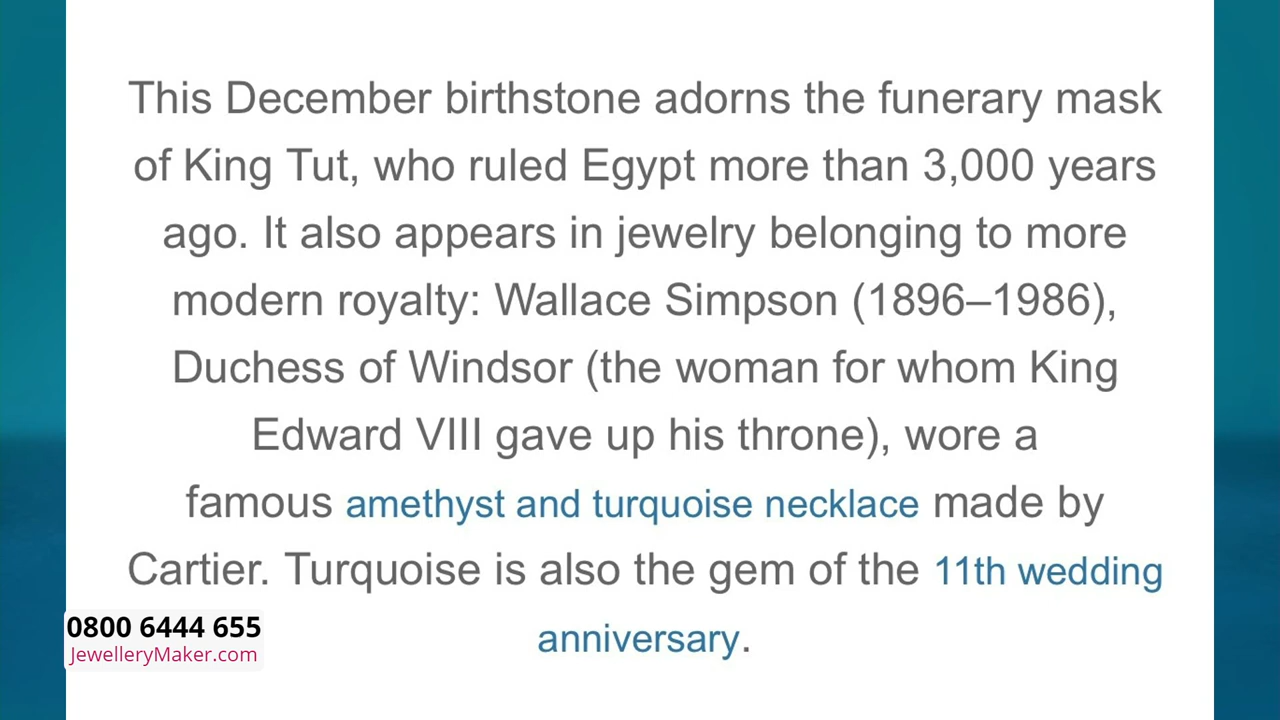 This December birthstone adorns the funerary mask
of King Tut, who ruled Egypt more than 3,000 years
ago. It also appears in jewelry belonging to more
modern royalty: Wallace Simpson (1896–1986),
Duchess of Windsor (the woman for whom King
Edward VIII gave up his throne), wore a
famous amethyst and turquoise necklace made by
Cartier. Turquoise is also the gem of the 11th wedding
anniversary.
0800 6444 655
JewelleryMaker.com